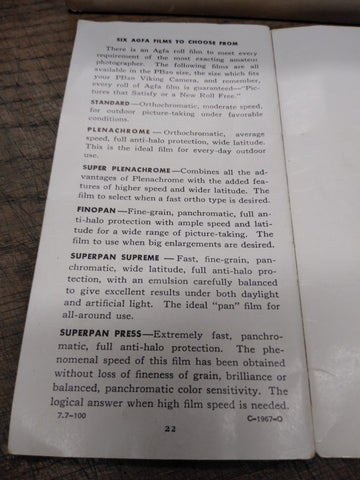 SIX AGFA FILMS TO CHOOSE FROM
There is an Agfa roll film to meet every
requirement of the most exacting amateur
photographer. The following films are all
available in the PB20 size, the size which fits
your PB20 Viking Camera, and remember,
every roll of Agfa film is guaranteed—"Pic-
tures that Satisfy or a New Roll Free."
STANDARD—Orthochromatic, moderate speed,
for outdoor picture-taking under favorable
conditions.
PLENACHROME—Orthochromatic, average
speed, full anti-halo protection, wide latitude.
This is the ideal film for every-day outdoor
use.
SUPER PLENACHROME—Combines all the ad-
vantages of Plenachrome with the added fea-
tures of higher speed and wider latitude. The
film to select when a fast ortho type is desired.
FINOPAN—Fine-grain, panchromatic, full an-
ti-halo protection with ample speed and lati-
tude for a wide range of picture-taking. The
film to use when big enlargements are desired.
SUPERPAN SUPREME—Fast, fine-grain, pan-
chromatic, wide latitude, full anti-halo pro-
tection, with an emulsion carefully balanced
to give excellent results under both daylight
and artificial light. The ideal "pan" film for
all-around use.
SUPERPAN PRESS—Extremely fast, panchro-
matic, full anti-halo protection. The phe-
nomenal speed of this film has been obtained
without loss of fineness of grain, brilliance or
balanced, panchromatic color sensitivity. The
logical answer when high film speed is needed.
7.7-100 C-1967-O
22